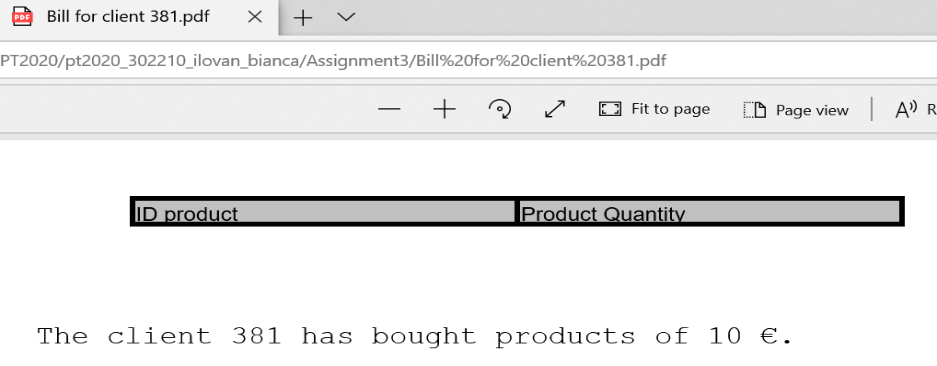 PDF Bill for client 381.pdf
PT2020/pt2020_302210_ilovan_bianca/Assignment3/Bill%20for%20client%20381.pdf
Fit to page Page view A R
ID product Product Quantity
The client 381 has bought products of 10 €.